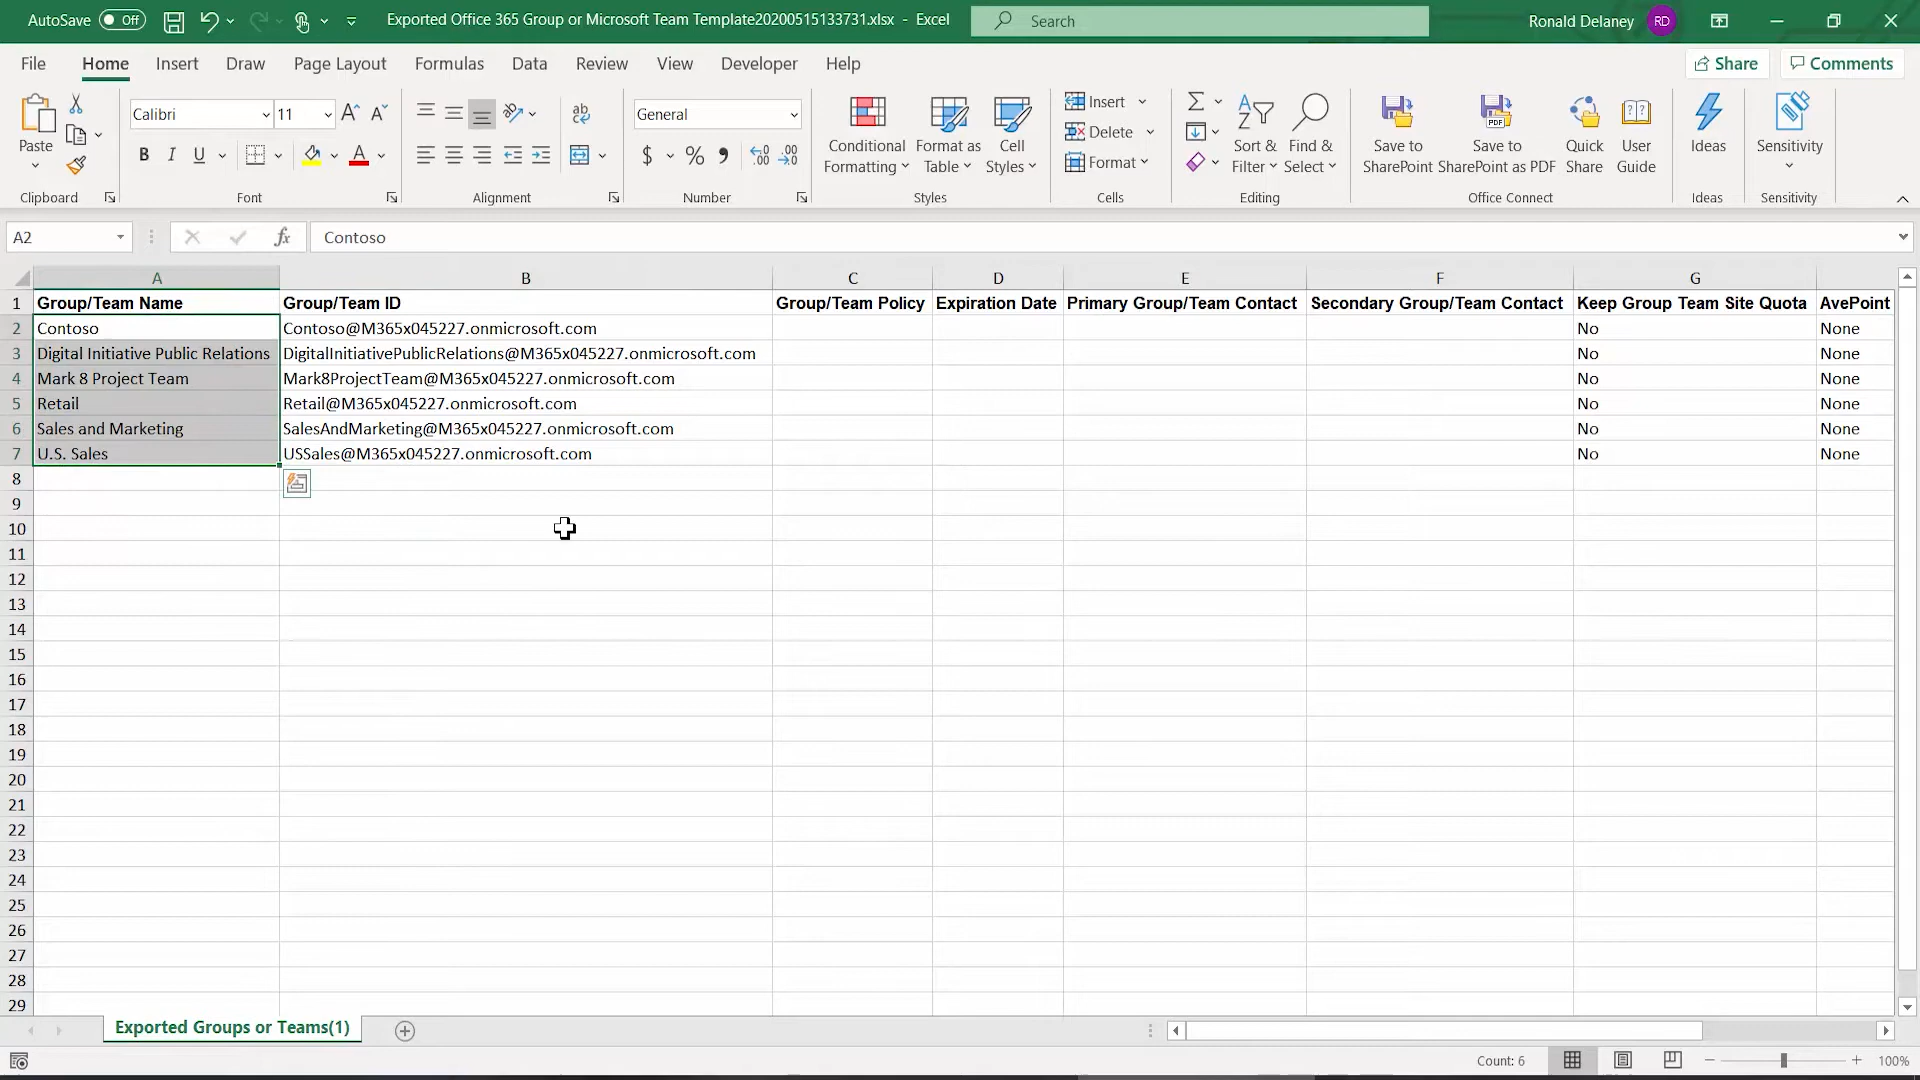 AutoSave Off Exported Office 365 Group or Microsoft Team Template20200515133731.xlsx - Excel Search Ronald Delaney RD
File Home Insert Draw Page Layout Formulas Data Review View Developer Help Share Comments
Calibri 11 General Insert
Delete
Format
Paste Conditional Formatting Format as Table Cell Styles Sort & Filter Find & Select Save to SharePoint Save to SharePoint as PDF Quick Share User Guide Ideas Sensitivity
Clipboard Font Alignment Number Styles Cells Editing Office Connect Ideas Sensitivity
A2 fx Contoso
A B C D E F G
1 Group/Team Name Group/Team ID Group/Team Policy Expiration Date Primary Group/Team Contact Secondary Group/Team Contact Keep Group Team Site Quota AvePoint
2 Contoso Contoso@M365x045227.onmicrosoft.com No None
3 Digital Initiative Public Relations DigitalInitiativePublicRelations@M365x045227.onmicrosoft.com No None
4 Mark 8 Project Team Mark8ProjectTeam@M365x045227.onmicrosoft.com No None
5 Retail Retail@M365x045227.onmicrosoft.com No None
6 Sales and Marketing SalesAndMarketing@M365x045227.onmicrosoft.com No None
7 U.S. Sales USSales@M365x045227.onmicrosoft.com No None
8
9
10
11
12
13
14
15
16
17
18
19
20
21
22
23
24
25
26
27
28
29
Exported Groups or Teams(1)
Count: 6 100%